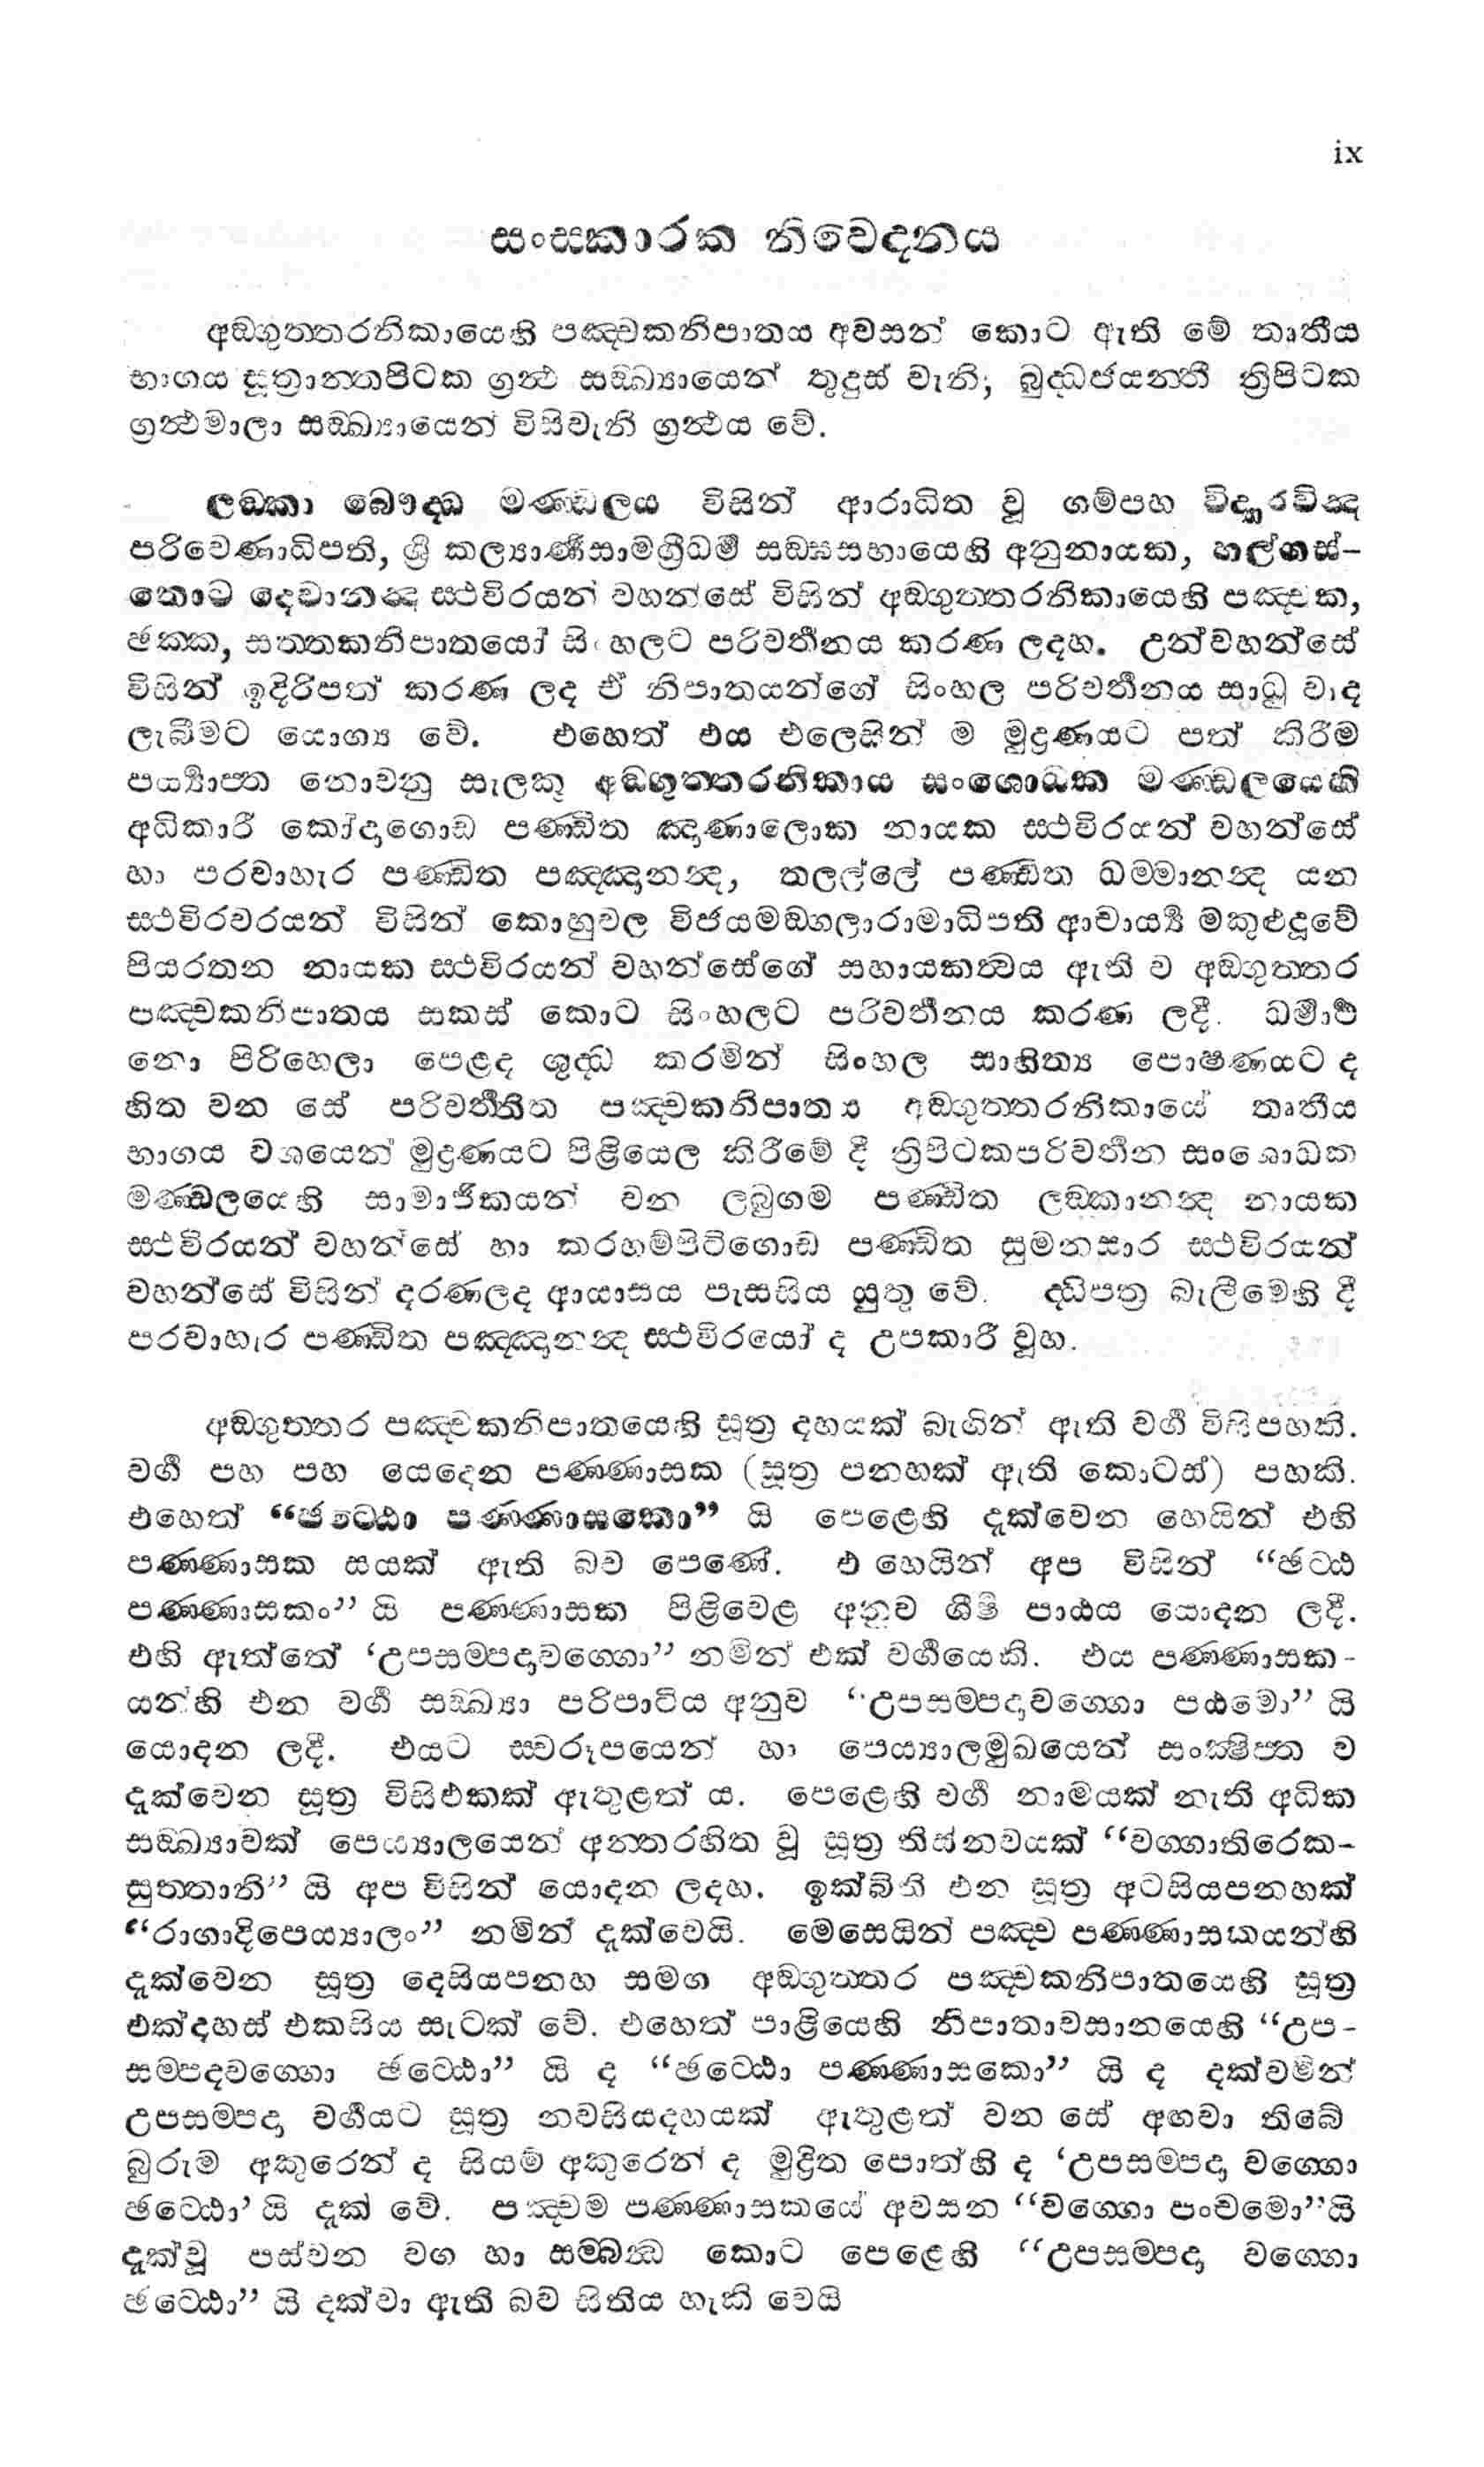 ix
සංසකාරක නිවෙදනය
අඞගුත්තරනිකායෙහි පඤ්චකනිපාතය අවසන් කොට ඇති මේ තෘතීය
භාගය සූත්‍රාන්තපිටක ග්‍රන්ථ සඞ්ඛ්‍යායෙන් තුදුස් වැනි; බුද්ධජයන්තී ත්‍රිපිටක
ග්‍රන්ථමාලා සඞ්ඛ්‍යායෙන් විසිවැනි ග්‍රන්ථය වේ.
ලඞ්කා බෞද්ධ මණ්ඩලය විසින් ආරාධිත වූ ගම්පහ
පරිවෙණාධිපති, ශ්‍රී කල්‍යාණිසාමග්‍රීධර්ම සඞ්ඝසභායෙහි අනුනායක, හල්ගස්-
තොට දෙවානන්ද ස්ථවිරයන් වහන්සේ විසින් අඞ්ගුත්තරනිකායෙහි පඤ්චක,
ඡක්ක, සත්තකනිපාතයෝ සිංහලට පරිවර්තනය කරණ ලදහ. උන්වහන්සේ
විසින් ඉදිරිපත් කරණ ලද ඒ නිපාතයන්ගේ සිංහල පරිවර්තනය සාධු වාද
ලැබීමට යොග්‍ය වේ. එහෙත් එය එලෙසින් ම මුද්‍රණයට පත් කිරීම
පර්‍ය්‍යාප්ත නොවනු සැලකූ අඞ්ගුත්තරනිකාය සංශොධක මණ්ඩලයෙහි
අධිකාරී කෝදාගොඩ පණ්ඩිත ඤාණාලොක නායක ස්ථවිරයන් වහන්සේ
හා පරවාහැර පණ්ඩිත පඤ්ඤානන්ද, තලල්ලේ පණ්ඩිත ධම්මානන්ද යන
ස්ථවිරවරයන් විසින් කොහුවල විජයමඞ්ගලාරාමාධිපති ආචාර්‍ය්‍ය මකුළුදූවේ
පියරතන නායක ස්ථවිරයන් වහන්සේගේ සහායකත්වය ඇති ව අඞ්ගුත්තර
පඤ්චකනිපාතය සකස් කොට සිංහලට පරිවර්තනය කරණ ලදී. ධර්මාර්ථ
නො පිරිහෙලා පෙළද ශුද්ධ කරමින් සිංහල සාහිත්‍ය පොෂණයට ද
හිත වන සේ පරිවර්තිත පඤ්චකනිපාතය අඞ්ගුත්තරනිකායේ තෘතීය
භාගය වශයෙන් මුද්‍රණයට පිළියෙල කිරීමේ දී ත්‍රිපිටකපරිවර්තන සංශොධක
මණ්ඩලයෙහි සාමාජිකයන් වන ලබුගම පණ්ඩිත ලඞ්කානන්ද නායක
ස්ථවිරයන් වහන්සේ හා කරහම්පිටිගොඩ පණ්ඩිත සුමනසාර ස්ථවිරයන්
වහන්සේ විසින් දරණලද ආයාසය පැසසිය යුතු වේ. ද්ධිපත්‍ර බැලීමෙහි දී
පරවාහැර පණ්ඩිත පඤ්ඤානන්ද ස්ථවිරයෝ ද උපකාරී වූහ.
අඞ්ගුත්තර පඤ්චකනිපාතයෙහි සූත්‍ර දහයක් බැගින් ඇති වර්ග විසිපහකි.
වර්ග පහ පහ යෙදෙන පණ්ණාසක (සූත්‍ර පනහක් ඇති කොටස්) පහකි.
එහෙත් “ඡට්ඨො පණ්ණාසකො” යි පෙළෙහි දැක්වෙන හෙයින් එහි
පණ්ණාසක සයක් ඇති බව පෙණේ. එ හෙයින් අප විසින් “ඡට්ඨ
පණ්ණාසකං” යි පණ්ණාසක පිළිවෙළ අනුව ශීර්ෂ පාඨය යොදන ලදී.
එහි ඇත්තේ ‘උපසම්පදාවග්ගො” නමින් එක් වර්ගයෙකි. එය පණ්ණාසක-
යන්හි එන වර්ග සඞ්ඛ්‍යා පරිපාටිය අනුව “උපසම්පදාවග්ගො පඨමො” යි
යොදන ලදී. එයට ස්වරූපයෙන් හා පෙය්‍යාලමුඛයෙන් සංක්ෂිප්ත ව
දැක්වෙන සූත්‍ර විසිඑකක් ඇතුළත් ය. පෙළෙහි වර්ග නාමයක් නැති අධික
සඞ්ඛ්‍යාවක් පෙය්‍යාලයෙන් අන්තරහිත වූ සූත්‍ර තිස්නවයක් “වග්ගාතිරෙක-
සුත්තානි” යි අප විසින් යොදන ලදහ. ඉක්බිති එන සූත්‍ර අටසියපනහක්
“රාගාදිපෙය්‍යාලං” නමින් දැක්වෙයි. මෙසෙයින් පඤ්ච පණ්ණාසකයන්හි
දැක්වෙන සූත්‍ර දෙසියපනහ සමග අඞ්ගුත්තර පඤ්චකනිපාතයෙහි සූත්‍ර
එක්දහස් එකසිය සැටක් වේ. එහෙත් පාළියෙහි නිපාතාවසානයෙහි “උප-
සම්පදවග්ගො ඡට්ඨො” යි ද “ඡට්ඨො පණ්ණාසකො” යි ද දක්වමින්
උපසම්පදා වර්ගයට සූත්‍ර නවසියදහයක් ඇතුළත් වන සේ අඟවා තිබේ
බුරුම අකුරෙන් ද සියම් අකුරෙන් ද මුද්‍රිත පොත්හි ද ‘උපසම්පදා වග්ගො
ඡට්ඨො’ යි දැක් වේ. පඤ්චම පණ්ණාසකයේ අවසන “වග්ගො පංචමො”යි
දැක්වූ පස්වන වග හා සම්බන්ධ කොට පෙළෙහි “උපසම්පදා වග්ගො
ඡට්ඨො” යි දක්වා ඇති බව සිතිය හැකි වෙයි